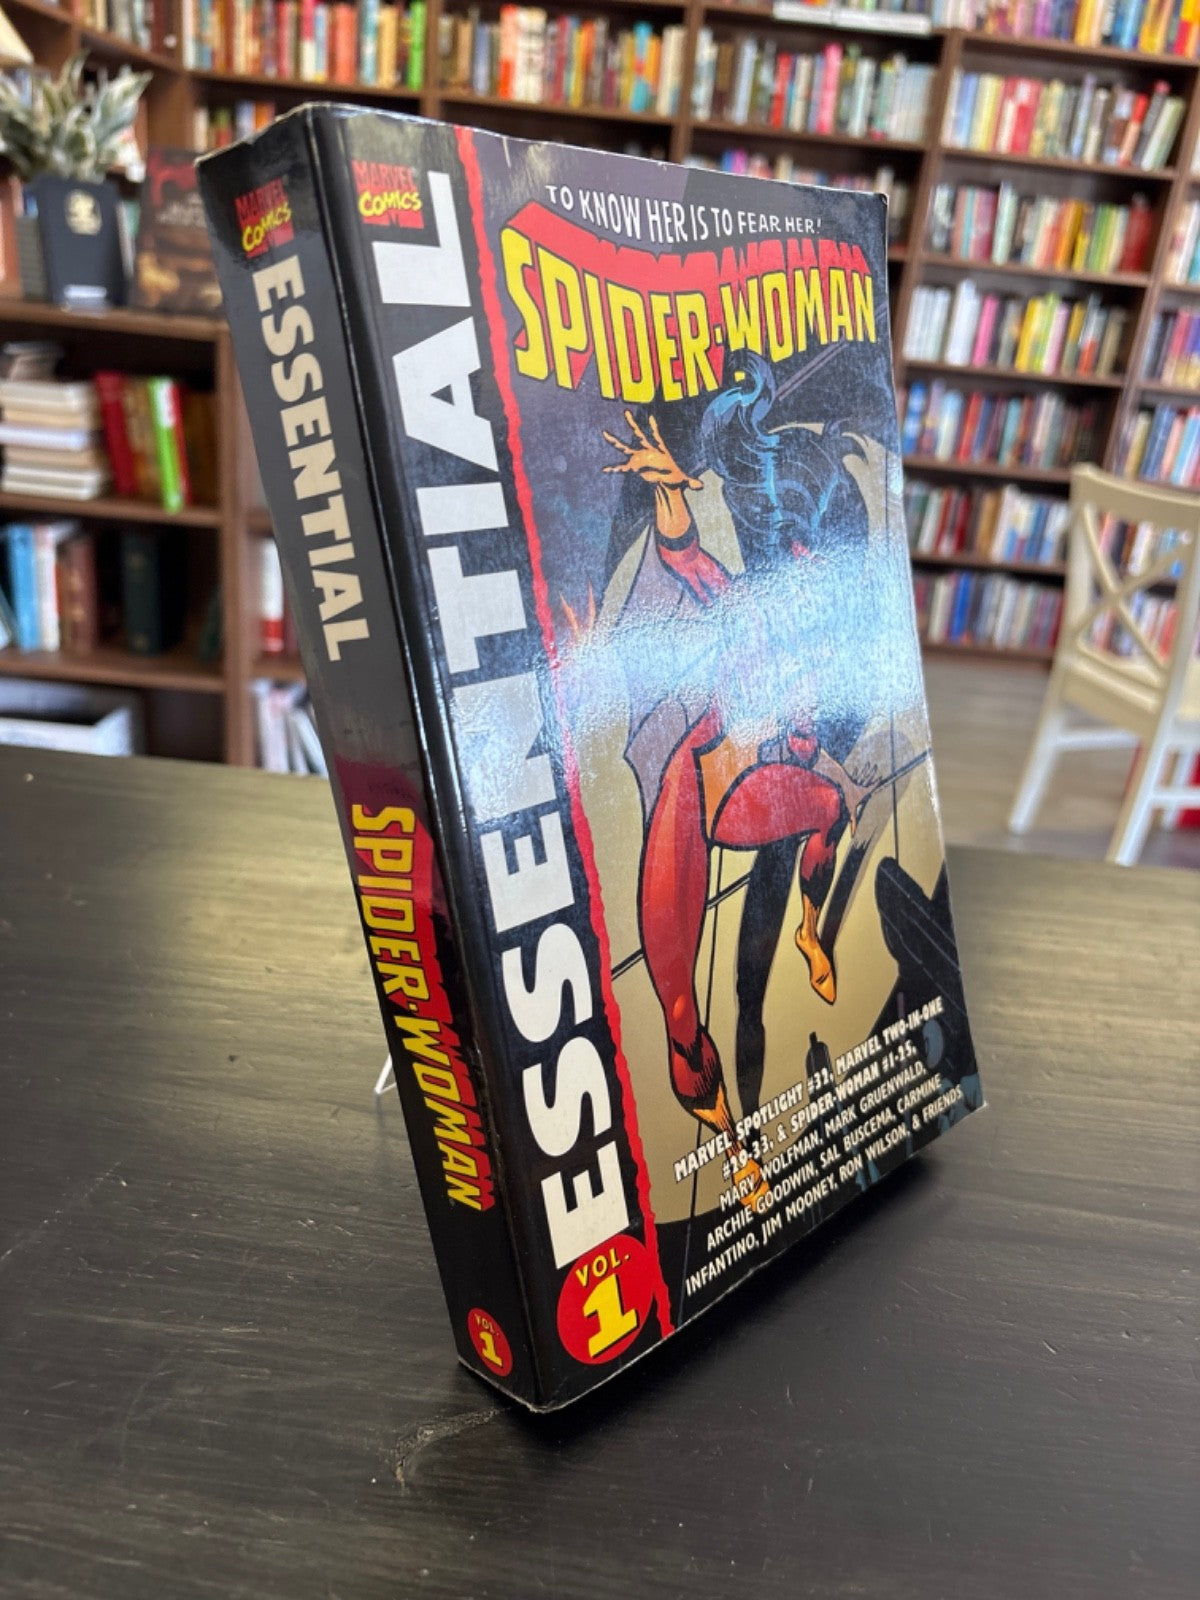 MARVEL
COMICS
ESSENTIAL
SPIDER-WOMAN
VOL.
1
MARVEL
COMICS
ESSENTIAL
VOL.
1
TO KNOW HER IS TO FEAR HER!
SPIDER-WOMAN
MARVEL SPOTLIGHT #32, MARVEL TWO-IN-ONE
#29-33, & SPIDER-WOMAN #1-25.
MARV WOLFMAN, MARK GRUENWALD,
ARCHIE GOODWIN, SAL BUSCEMA, CARMINE
INFANTINO, JIM MOONEY, RON WILSON, & FRIENDS